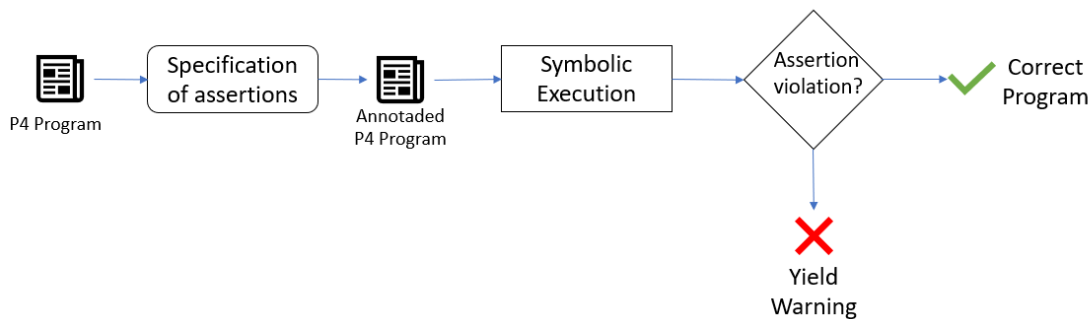 P4 Program
Specification
of assertions
Annotaded
P4 Program
Symbolic
Execution
Assertion
violation?
Correct
Program
Yield
Warning